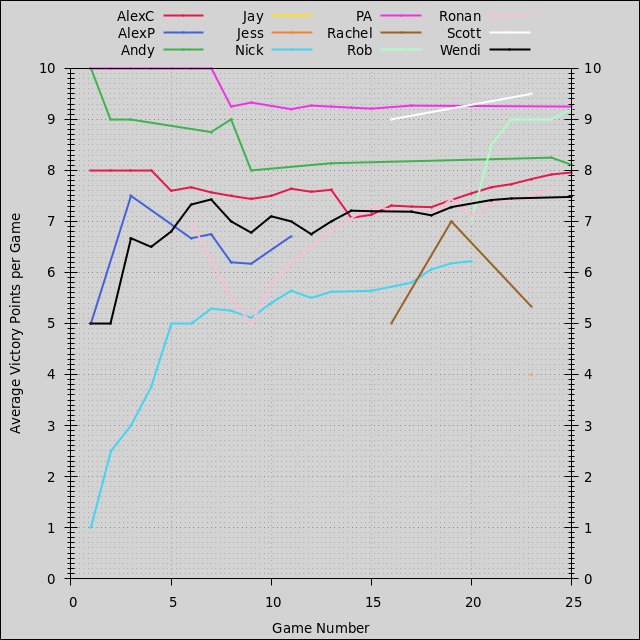 AlexC Jay PA Ronan
AlexP Jess Rachel Scott
Andy Nick Rob Wendi
10 10
9 9
8 8
7 7
6 6
5 5
4 4
3 3
2 2
1 1
0 0
0 5 10 15 20 25
Game Number
Average Victory Points per Game